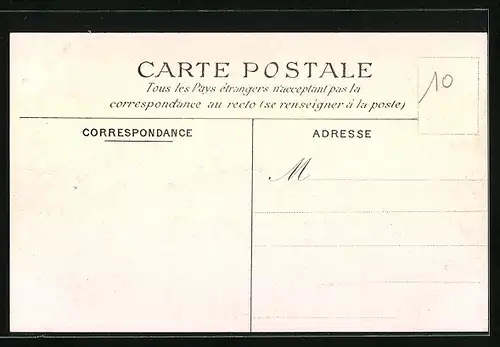 CARTE POSTALE
Tous les Pays étrangers n'acceptant pas la
correspondance au recto (se renseigner à la poste)
10
CORRESPONDANCE
ADRESSE
M